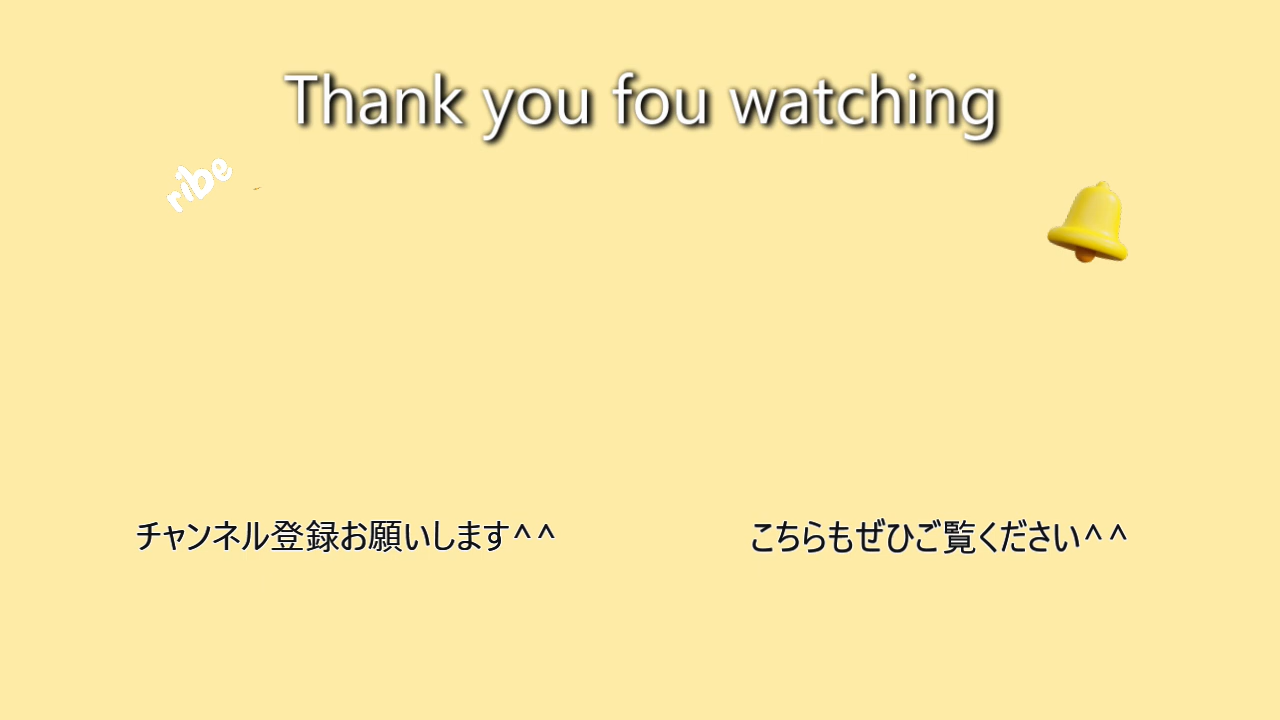 Thank you fou watching
ribe
チャンネル登録お願いします^^
こちらもぜひご覧ください^^